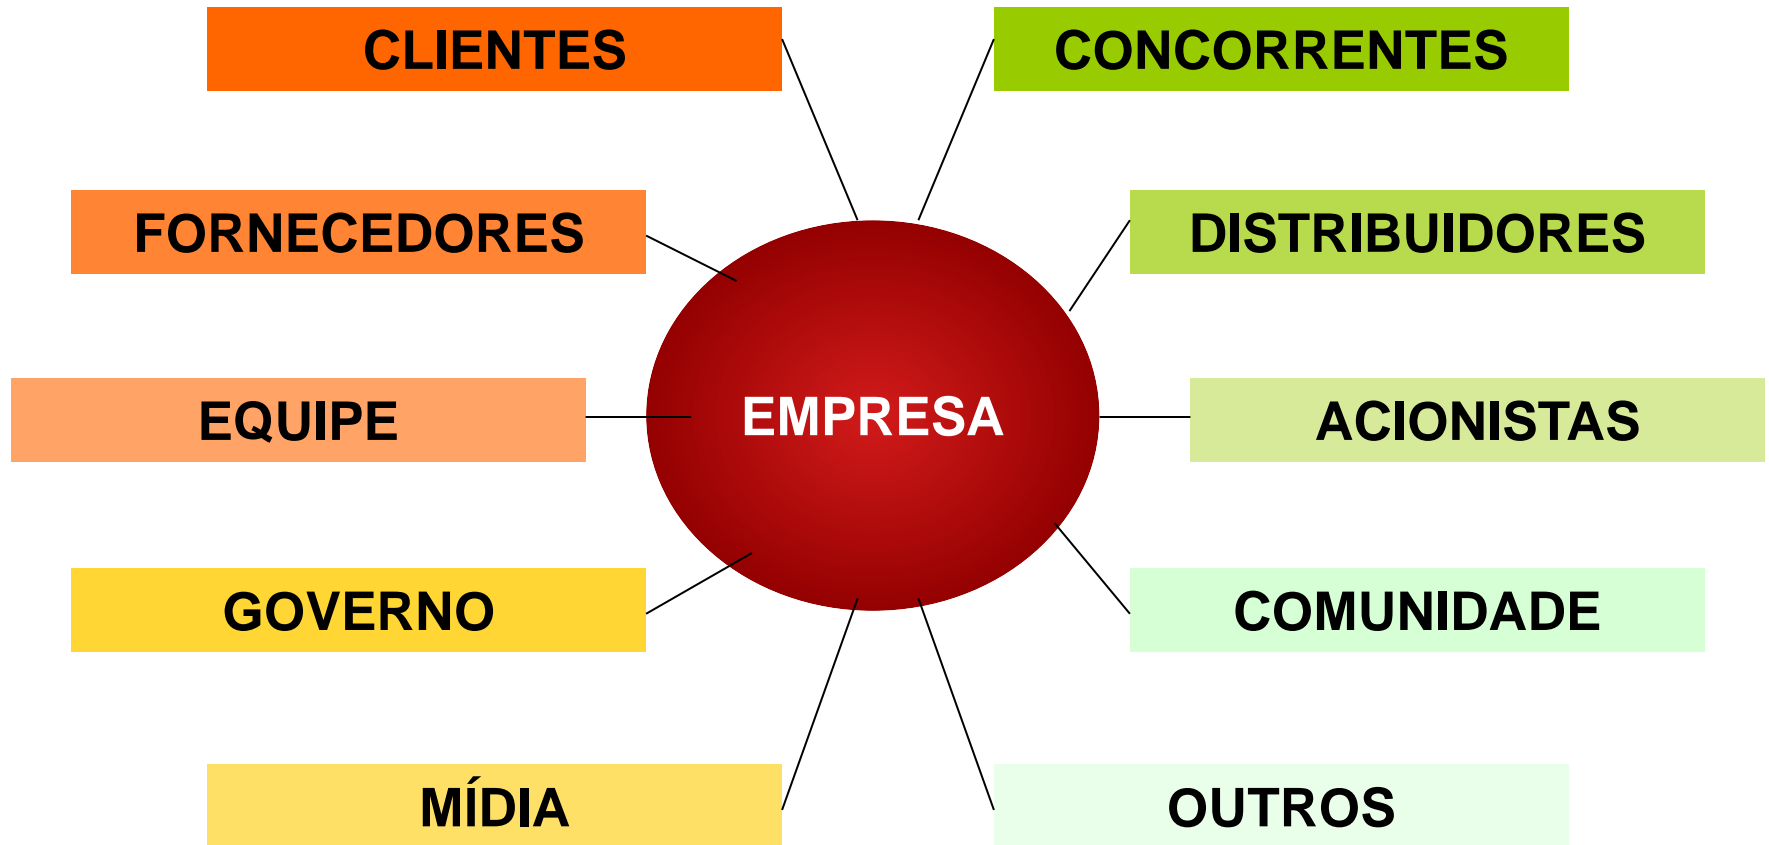 CLIENTES
CONCORRENTES
FORNECEDORES
DISTRIBUIDORES
EQUIPE
EMPRESA
ACIONISTAS
GOVERNO
COMUNIDADE
MÍDIA
OUTROS